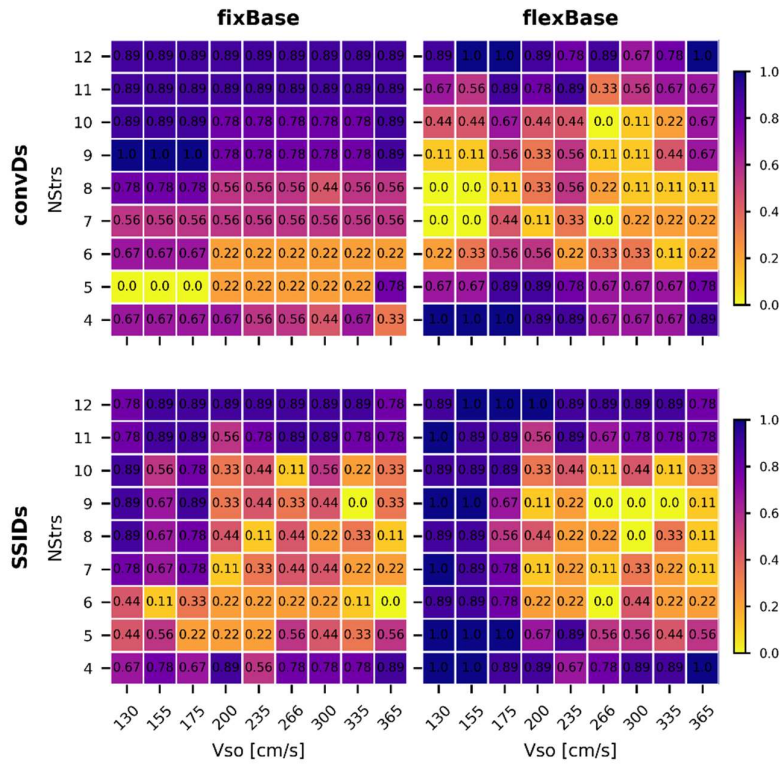 fixBase flexBase
12 0.89 0.89 0.89 0.89 0.89 0.89 0.89 0.89 0.89 0.89 1.0 1.0 0.89 0.78 0.89 0.67 0.78 1.0
1.0
11 0.89 0.89 0.89 0.89 0.89 0.89 0.89 0.89 0.89 0.67 0.56 0.89 0.78 0.89 0.33 0.56 0.67 0.67
10 0.89 0.89 0.89 0.78 0.78 0.78 0.78 0.78 0.89 0.44 0.44 0.67 0.44 0.44 0.0 0.11 0.22 0.67
0.8
9 1.0 1.0 1.0 0.78 0.78 0.78 0.78 0.78 0.89 0.11 0.11 0.56 0.33 0.56 0.11 0.11 0.44 0.67
0.6
convDs
NStrs
8 0.78 0.78 0.78 0.56 0.56 0.56 0.44 0.56 0.56 0.0 0.0 0.11 0.33 0.56 0.22 0.11 0.11 0.11
0.4
7 0.56 0.56 0.56 0.56 0.56 0.56 0.56 0.56 0.56 0.0 0.0 0.44 0.11 0.33 0.0 0.22 0.22 0.22
6 0.67 0.67 0.67 0.22 0.22 0.22 0.22 0.22 0.22 0.22 0.33 0.56 0.56 0.22 0.33 0.33 0.11 0.22
0.2
5 0.0 0.0 0.0 0.22 0.22 0.22 0.22 0.22 0.78 0.67 0.67 0.89 0.89 0.78 0.67 0.67 0.67 0.78
0.0
4 0.67 0.67 0.67 0.67 0.56 0.56 0.44 0.67 0.33 1.0 1.0 1.0 0.89 0.89 0.67 0.67 0.67 0.89
12 0.78 0.89 0.89 0.89 0.89 0.89 0.89 0.89 0.78 0.89 1.0 1.0 1.0 0.89 0.89 0.89 0.89 0.89
1.0
11 0.78 0.89 0.89 0.56 0.78 0.89 0.89 0.78 0.78 1.0 0.89 0.89 0.56 0.89 0.67 0.78 0.78 0.78
10 0.89 0.56 0.78 0.33 0.44 0.11 0.56 0.22 0.33 0.89 0.89 0.89 0.33 0.44 0.11 0.44 0.11 0.33
0.8
9 0.89 0.67 0.89 0.33 0.44 0.33 0.44 0.0 0.33 1.0 1.0 0.67 0.11 0.22 0.0 0.0 0.0 0.11
0.6
SSIDs
NStrs
8 0.89 0.67 0.78 0.44 0.11 0.44 0.22 0.33 0.11 0.89 0.89 0.56 0.44 0.22 0.22 0.0 0.33 0.11
0.4
7 0.78 0.67 0.78 0.11 0.33 0.44 0.44 0.22 0.22 1.0 0.89 0.78 0.11 0.22 0.11 0.33 0.22 0.11
6 0.44 0.11 0.33 0.22 0.22 0.22 0.22 0.11 0.0 0.89 0.89 0.78 0.22 0.22 0.0 0.44 0.22 0.22
0.2
5 0.44 0.56 0.22 0.22 0.22 0.56 0.44 0.33 0.56 1.0 1.0 1.0 0.67 0.89 0.56 0.56 0.44 0.56
0.0
4 0.67 0.78 0.67 0.89 0.56 0.78 0.78 0.78 0.89 1.0 1.0 0.89 0.89 0.67 0.78 0.89 0.89 1.0
130 155 175 200 235 266 300 335 365 130 155 175 200 235 266 300 335 365
Vso [cm/s] Vso [cm/s]